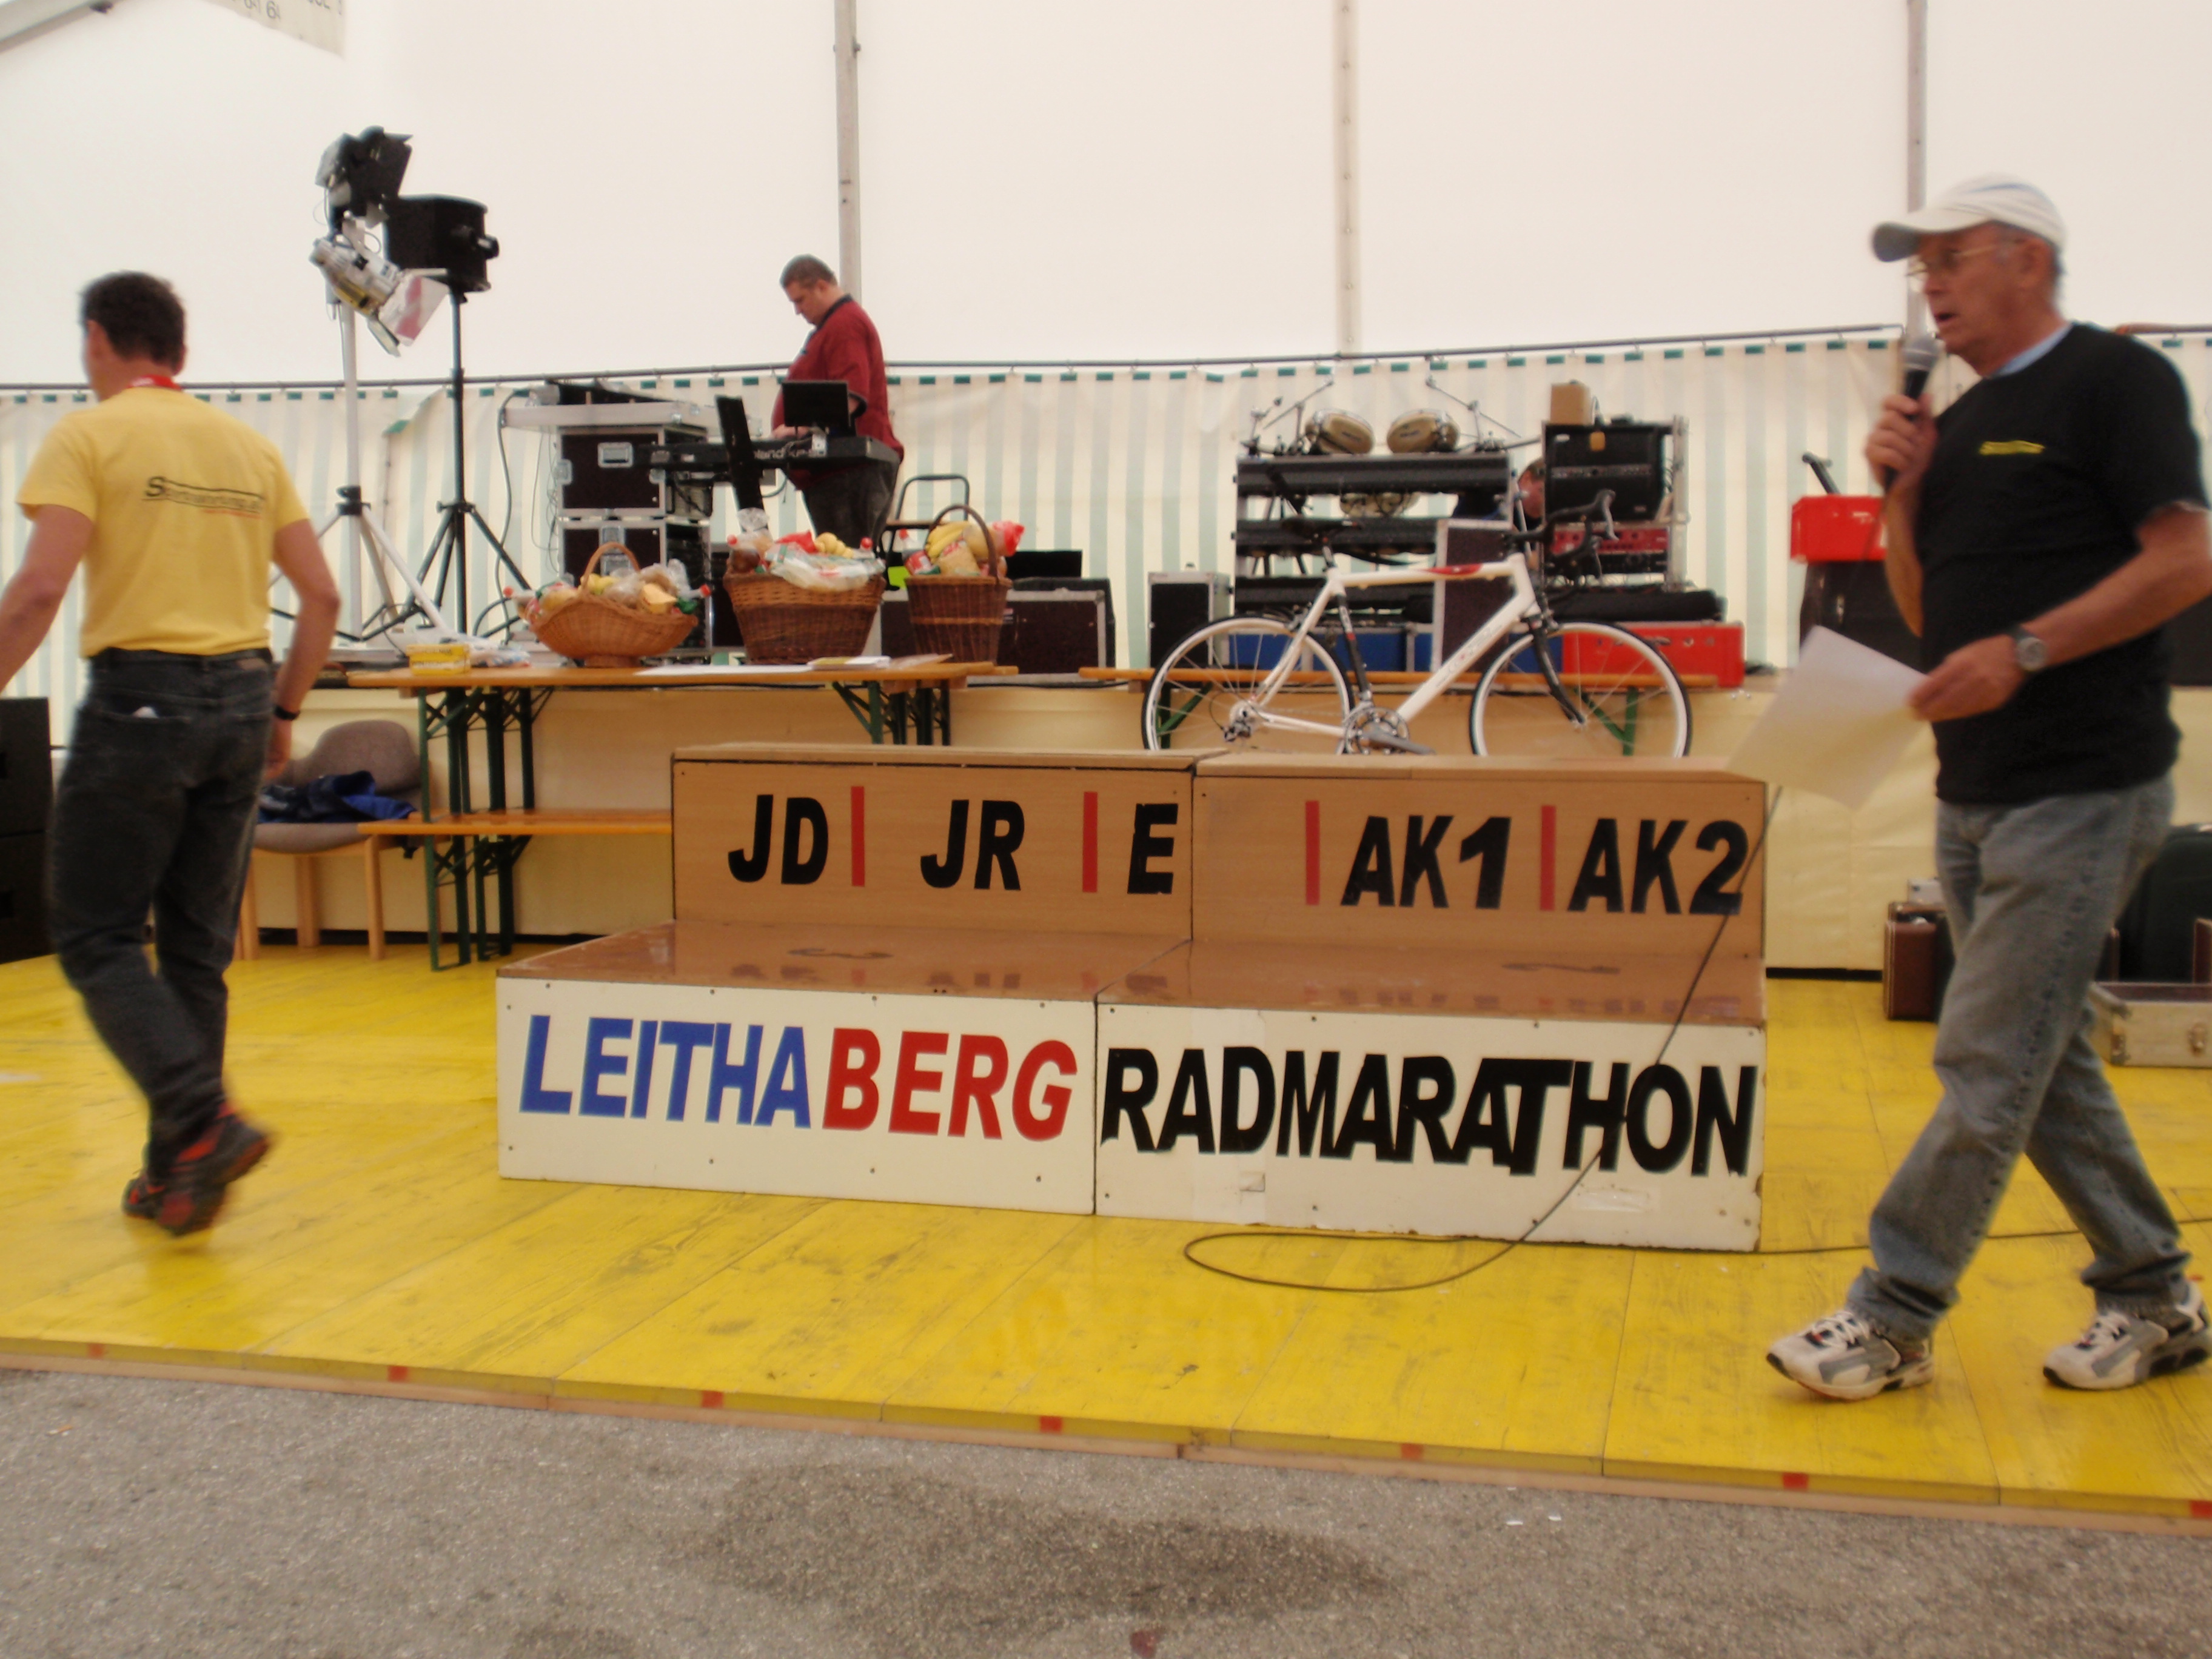 JD JR E AK1 AK2
LEITHABERG RADMARATHON